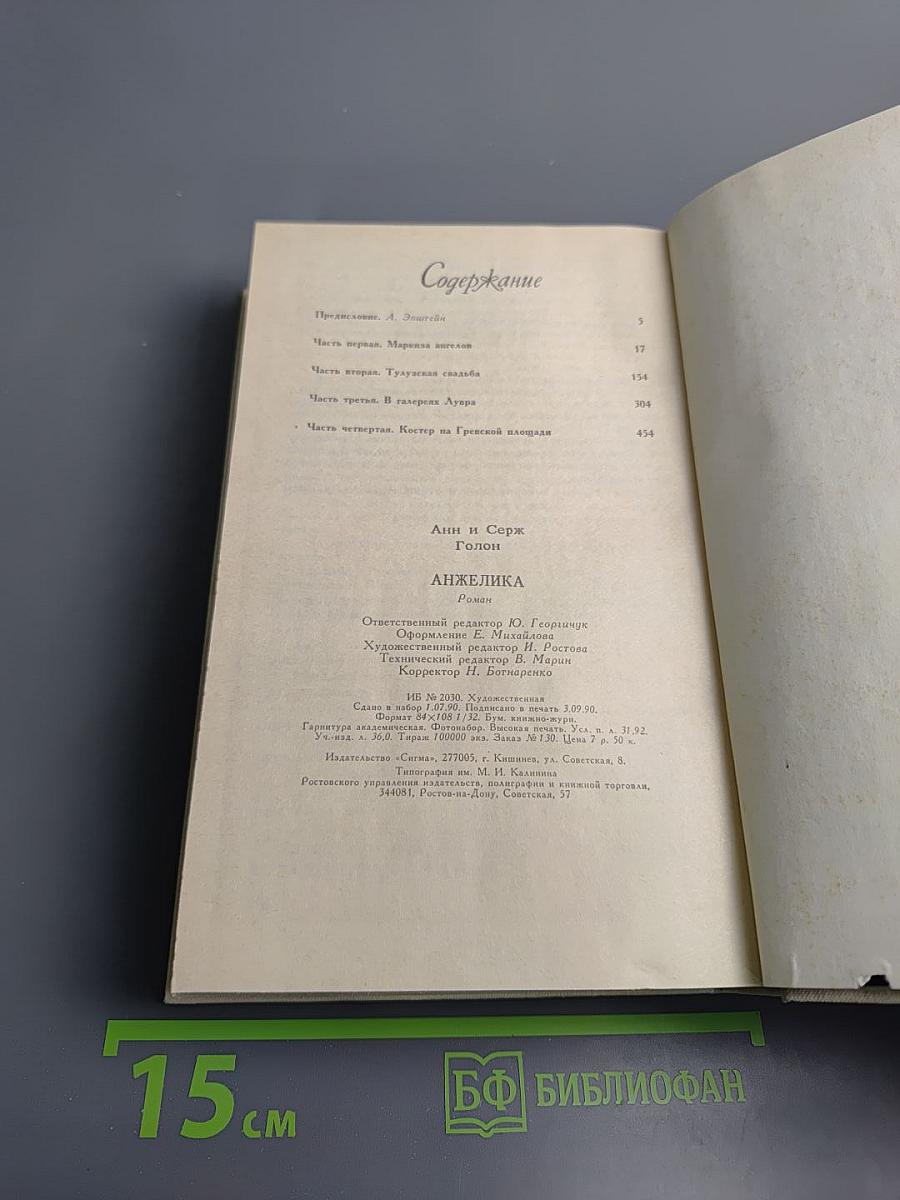 Содержание
Предисловие. А. Эпштейн 5
Часть первая. Маркиза ангелов 17
Часть вторая. Тулузская свадьба 154
Часть третья. В галереях Лувра 304
Часть четвертая. Костер на Гревской площади 454
Анн и Серж
Голон
АНЖЕЛИКА
Роман
Ответственный редактор Ю. Георгичук
Оформление Е. Михайлова
Художественный редактор И. Ростова
Технический редактор В. Марин
Корректор Н. Богнаренко
ИБ № 2030. Художественная
Сдано в набор 1.07.90. Подписано в печать 3.09.90.
Формат 84×108 1/32. Бум. книжно-журн.
Гарнитура академическая. Фотонабор. Высокая печать. Усл. п. л. 31,92.
Уч.-изд. л. 36,0. Тираж 100000 экз. Заказ № 130. Цена 7 р. 50 к.
Издательство «Сигма», 277005, г. Кишинев, ул. Советская, 8.
Типография им. М. И. Калинина
Ростовского управления издательств, полиграфии и книжной торговли,
344081, Ростов-на-Дону, Советская, 57
15 см
БФ БИБЛИОФАН